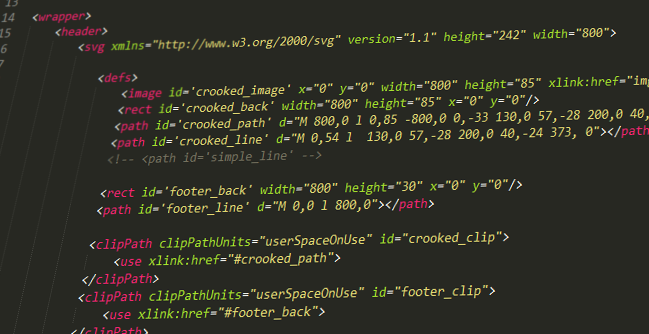 13
14 <wrapper>
15 <header>
6 <svg xmlns="http://www.w3.org/2000/svg" version="1.1" height="242" width="800">
7
<defs>
<image id='crooked_image' x="0" y="0" width="800" height="85" xlink:href="im
<rect id='crooked_back' width="800" height="85" x="0" y="0"/>
<path id='crooked_path' d="M 800,0 l 0,85 -800,0 0,-33 130,0 57,-28 200,0 40,
<path id='crooked_line' d="M 0,54 l 130,0 57,-28 200,0 40,-24 373, 0"></path
<!-- <path id='simple_line' -->
<rect id='footer_back' width="800" height="30" x="0" y="0"/>
<path id='footer_line' d="M 0,0 l 800,0"></path>
<clipPath clipPathUnits="userSpaceOnUse" id="crooked_clip">
<use xlink:href="#crooked_path">
</clipPath>
<clipPath clipPathUnits="userSpaceOnUse" id="footer_clip">
<use xlink:href="#footer_back">
</clipPath>